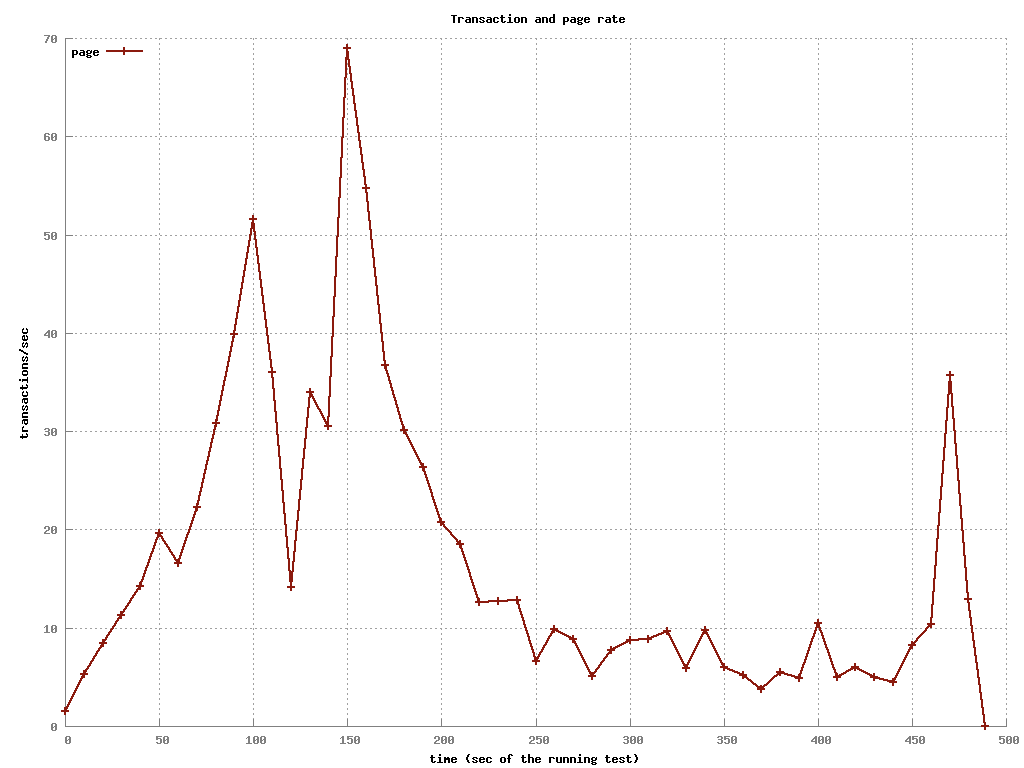 Transaction and page rate
page
70
60
50
40
30
20
10
0
transactions/sec
0 50 100 150 200 250 300 350 400 450 500
time (sec of the running test)